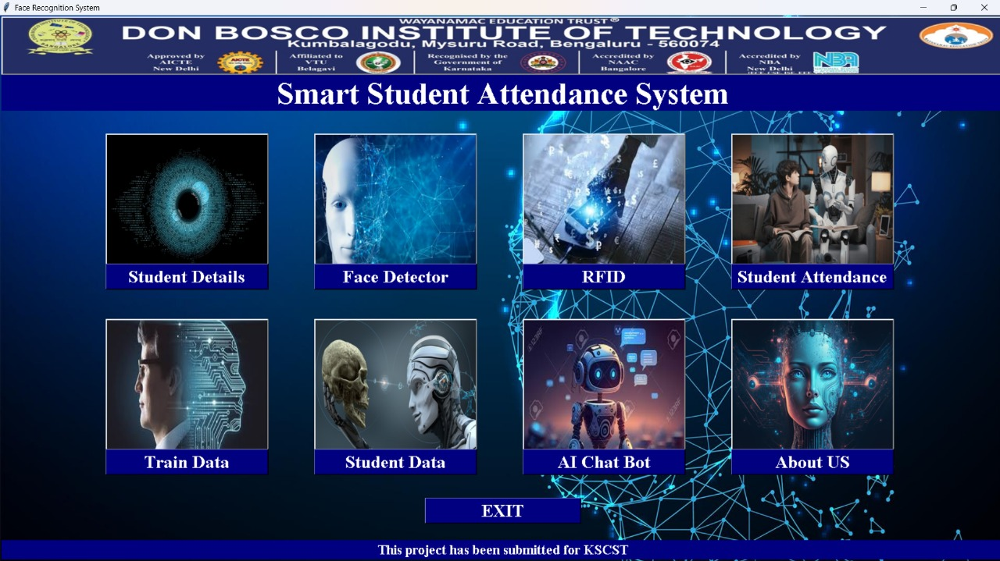 Face Recognition System
WAYANAMAC EDUCATION TRUST®
DON BOSCO INSTITUTE OF TECHNOLOGY
Kumbalagodu, Mysuru Road, Bengaluru - 560074
Approved by
AICTE
New Delhi
Affiliated to
VTU
Belagavi
Recognised by the
Government of
Karnataka
Accredited by
NAAC
Bangalore
Accredited by
NBA
New Delhi
AICTE
NBA
Smart Student Attendance System
Student Details
Face Detector
RFID
Student Attendance
Train Data
Student Data
AI Chat Bot
About US
EXIT
This project has been submitted for KSCST